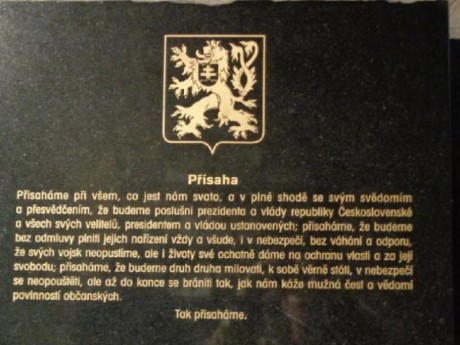 Přísaha
Přísaháme při všem, co jest nám svato, a v plné shodě se svým svědomím
a přesvědčením, že budeme poslušni prezidenta a vlády republiky Československé
a všech svých velitelů, presidentem a vládou ustanovených; přísaháme, že budeme
bez odmluvy plniti jejich nařízení vždy a všude, i v nebezpečí, bez váhání a odporu,
že svých vojsk neopustíme, ale i životy své ochotně dáme na ochranu vlasti a za její
svobodu; přísaháme, že budeme druh druha milovati, k sobě věrně státi, v nebezpečí
se neopouštěti, ale až do konce se brániti tak, jak nám káže mužná čest a vědomí
povinností občanských.
Tak přísaháme.